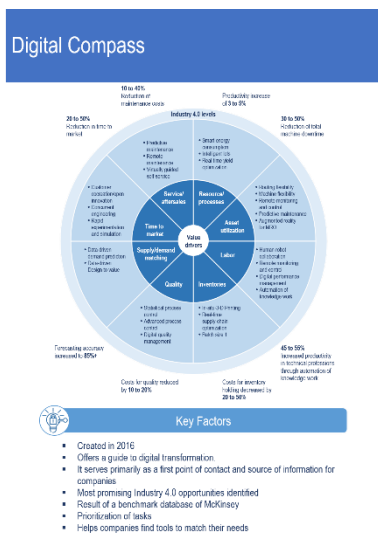 Digital Compass
10 to 40%
Reduction of
maintenance costs
Productivity increase
of 3 to 5%
20 to 50%
Reduction in time to
market
Industry 4.0 levels
30 to 50%
Reduction of total
machine downtime
• Predictive
maintenance
• Remote
maintenance
• Virtually guided
self-service
• Smart energy
consumption
• Intelligent lots
• Real-time yield
optimization
• Customer
cocreation/open
innovation
• Concurrent
engineering
• Rapid
experimentation
and simulation
Service/
aftersales
Resource/
processes
• Routing flexibility
• Machine flexibility
• Remote monitoring
and control
• Predictive maintenance
• Augmented reality
for MRO
Time to
market
Asset
utilization
Value
drivers
• Data-driven
demand prediction
• Data-driven
Design to value
Supply/demand
matching
Labor
• Human robot
collaboration
• Remote monitoring
and control
• Digital performance
management
• Automation of
knowledge work
Quality
Inventories
• Statistical process
control
• Advanced process
control
• Digital quality
management
• In situ 3-D Printing
• Real-time
supply chain
optimization
• Batch size 1
Forecasting accuracy
increased to 85%+
45 to 55%
Increased productivity
in technical professions
through automation of
knowledge work
Costs for quality reduced
by 10 to 20%
Costs for inventory
holding decreased by
20 to 50%
Key Factors
▪ Created in 2016
▪ Offers a guide to digital transformation.
▪ It serves primarily as a first point of contact and source of information for
companies
▪ Most promising Industry 4.0 opportunities identified
▪ Result of a benchmark database of McKinsey
▪ Prioritization of tasks
▪ Helps companies find tools to match their needs